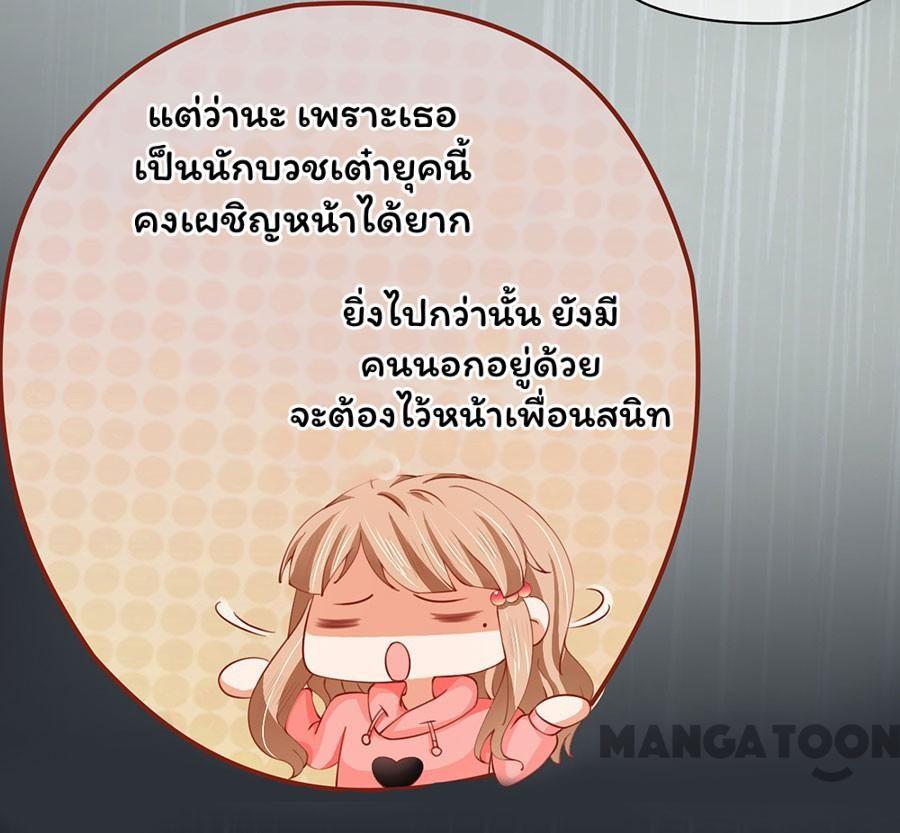 แต่ว่านะ เพราะเธอ
เป็นนักบวชเต๋ายุคนี้
คงเผชิญหน้าได้ยาก
ยิ่งไปกว่านั้น ยังมี
คนนอกอยู่ด้วย
จะต้องไว้หน้าเพื่อนสนิท
MANGATOON